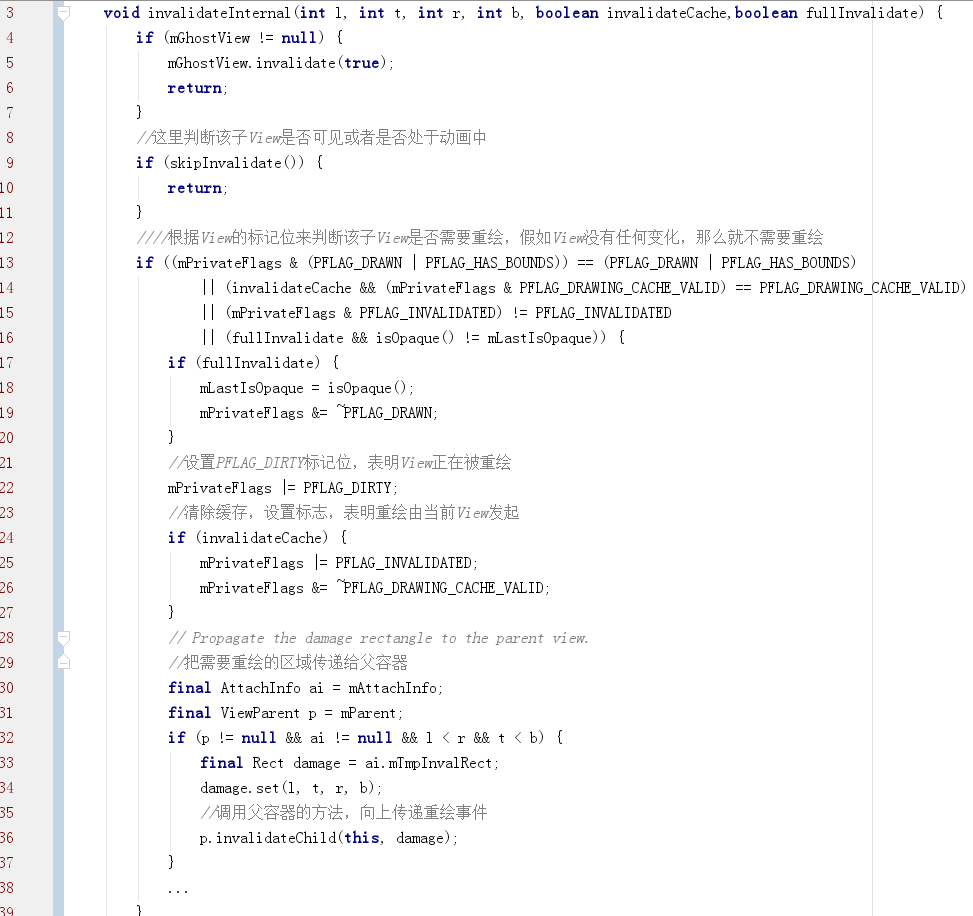 3 void invalidateInternal(int l, int t, int r, int b, boolean invalidateCache,boolean fullInvalidate) {
4 if (mGhostView != null) {
5 mGhostView.invalidate(true);
6 return;
7 }
8 //这里判断该子View是否可见或者是否处于动画中
9 if (skipInvalidate()) {
10 return;
11 }
12 ////根据View的标记位来判断该子View是否需要重绘，假如View没有任何变化，那么就不需要重绘
13 if ((mPrivateFlags & (PFLAG_DRAWN | PFLAG_HAS_BOUNDS)) == (PFLAG_DRAWN | PFLAG_HAS_BOUNDS)
14 || (invalidateCache && (mPrivateFlags & PFLAG_DRAWING_CACHE_VALID) == PFLAG_DRAWING_CACHE_VALID)
15 || (mPrivateFlags & PFLAG_INVALIDATED) != PFLAG_INVALIDATED
16 || (fullInvalidate && isOpaque() != mLastIsOpaque)) {
17 if (fullInvalidate) {
18 mLastIsOpaque = isOpaque();
19 mPrivateFlags &= ~PFLAG_DRAWN;
20 }
21 //设置PFLAG_DIRTY标记位，表明View正在被重绘
22 mPrivateFlags |= PFLAG_DIRTY;
23 //清除缓存，设置标志，表明重绘由当前View发起
24 if (invalidateCache) {
25 mPrivateFlags |= PFLAG_INVALIDATED;
26 mPrivateFlags &= ~PFLAG_DRAWING_CACHE_VALID;
27 }
28 // Propagate the damage rectangle to the parent view.
29 //把需要重绘的区域传递给父容器
30 final AttachInfo ai = mAttachInfo;
31 final ViewParent p = mParent;
32 if (p != null && ai != null && l < r && t < b) {
33 final Rect damage = ai.mTmpInvalRect;
34 damage.set(l, t, r, b);
35 //调用父容器的方法，向上传递重绘事件
36 p.invalidateChild(this, damage);
37 }
38 ...
39 }